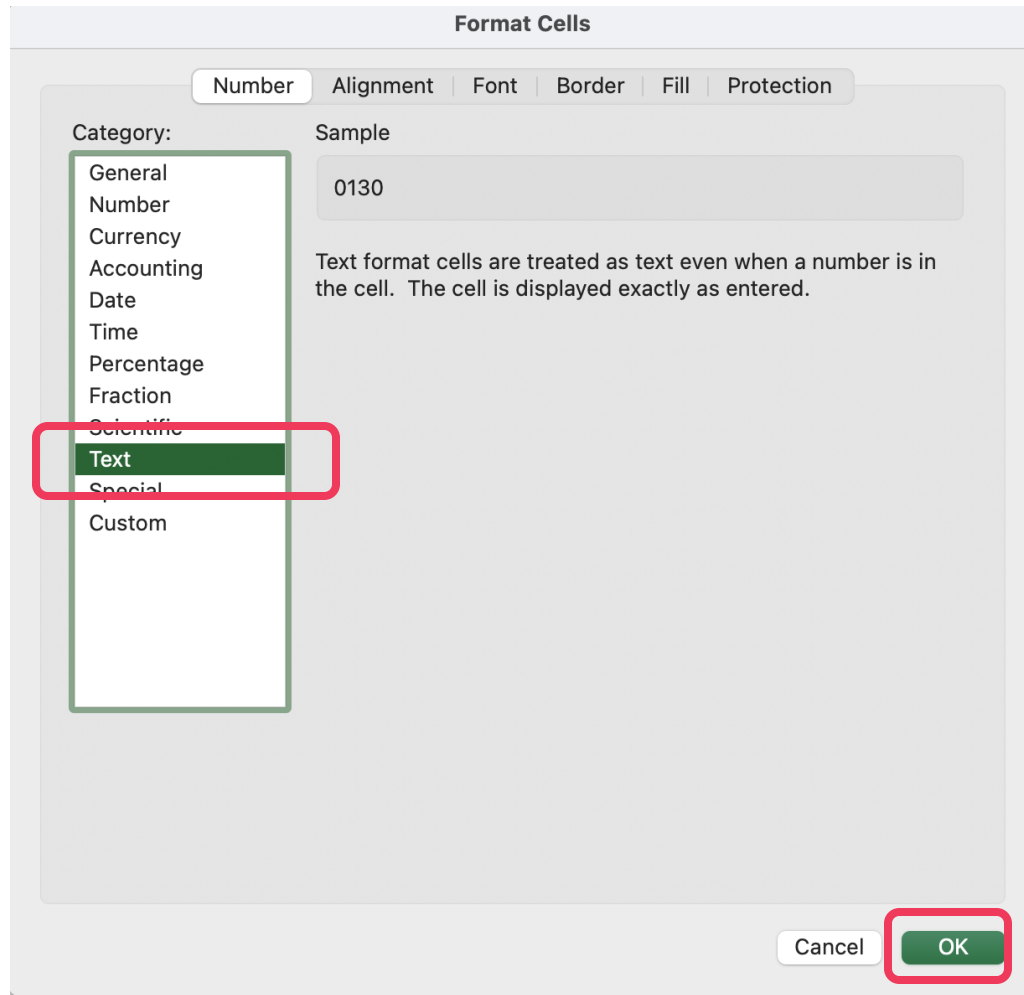 Format Cells
Number Alignment Font Border Fill Protection
Category:
Sample
General
Number
Currency
Accounting
Date
Time
Percentage
Fraction
Scientific
Text
Special
Custom
0130
Text format cells are treated as text even when a number is in
the cell.  The cell is displayed exactly as entered.
Cancel OK